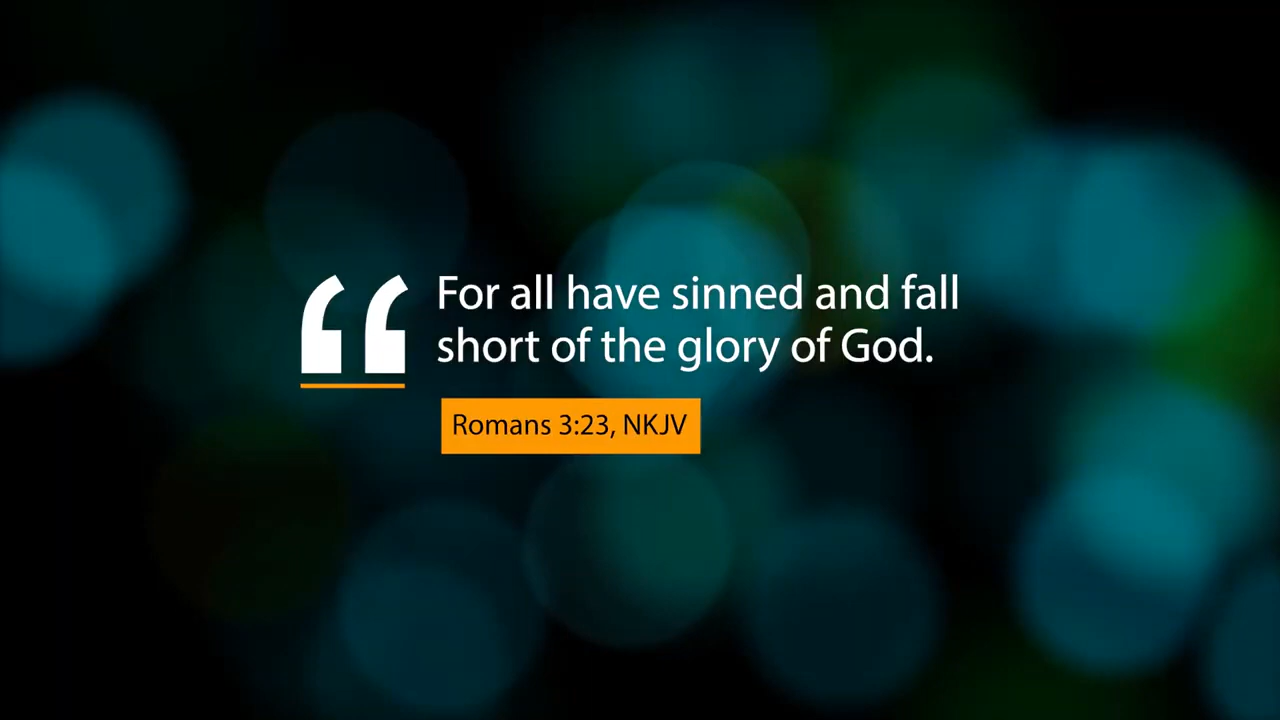 “
For all have sinned and fall
short of the glory of God.
Romans 3:23, NKJV